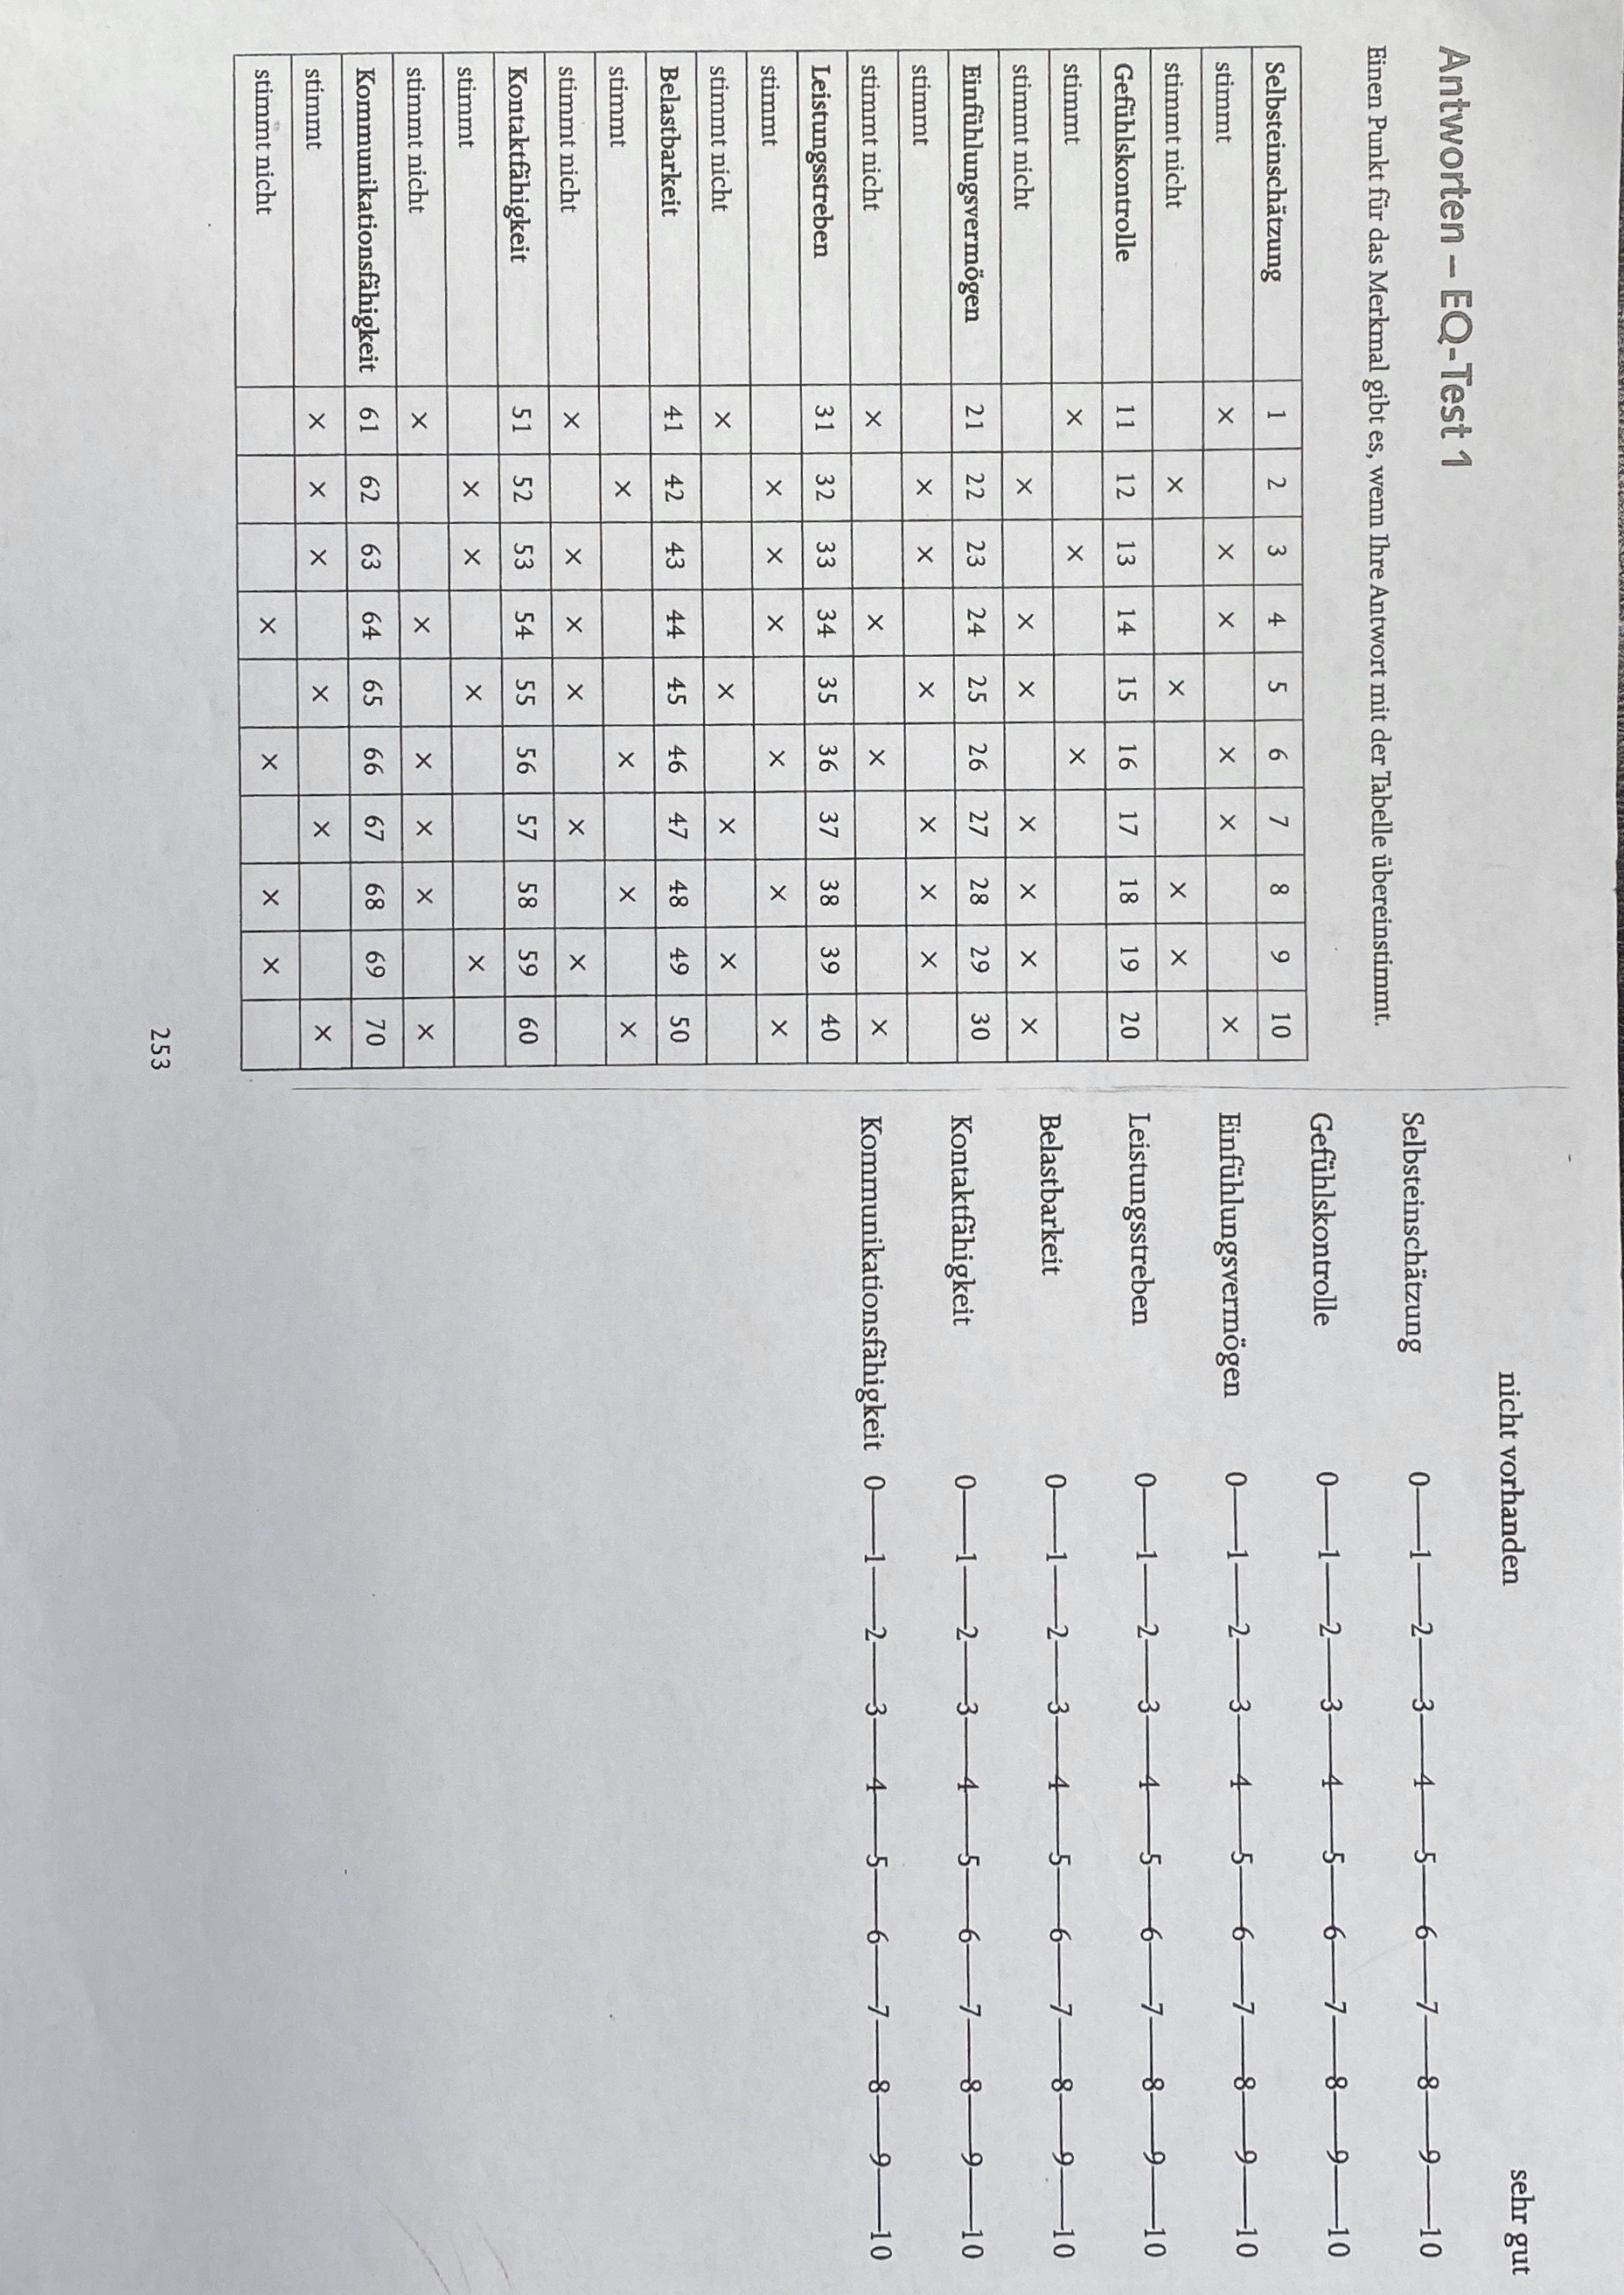 Antworten – EQ-Test 1
Einen Punkt für das Merkmal gibt es, wenn Ihre Antwort mit der Tabelle übereinstimmt.
Selbsteinschätzung 1 2 3 4 5 6 7 8 9 10
stimmt × × × × × ×
stimmt nicht × × × ×
Gefühlskontrolle 11 12 13 14 15 16 17 18 19 20
stimmt × × ×
stimmt nicht × × × × × × ×
Einfühlungsvermögen 21 22 23 24 25 26 27 28 29 30
stimmt × × × × × ×
stimmt nicht × × × ×
Leistungsstreben 31 32 33 34 35 36 37 38 39 40
stimmt × × × × × ×
stimmt nicht × × × ×
Belastbarkeit 41 42 43 44 45 46 47 48 49 50
stimmt × × × ×
stimmt nicht × × × × × ×
Kontaktfähigkeit 51 52 53 54 55 56 57 58 59 60
stimmt × × × ×
stimmt nicht × × × × × ×
Kommunikationsfähigkeit 61 62 63 64 65 66 67 68 69 70
stimmt × × × × × ×
stimmt nicht × × × ×
253
nicht vorhanden sehr gut
Selbsteinschätzung 0—1—2—3—4—5—6—7—8—9—10
Gefühlskontrolle 0—1—2—3—4—5—6—7—8—9—10
Einfühlungsvermögen 0—1—2—3—4—5—6—7—8—9—10
Leistungsstreben 0—1—2—3—4—5—6—7—8—9—10
Belastbarkeit 0—1—2—3—4—5—6—7—8—9—10
Kontaktfähigkeit 0—1—2—3—4—5—6—7—8—9—10
Kommunikationsfähigkeit 0—1—2—3—4—5—6—7—8—9—10